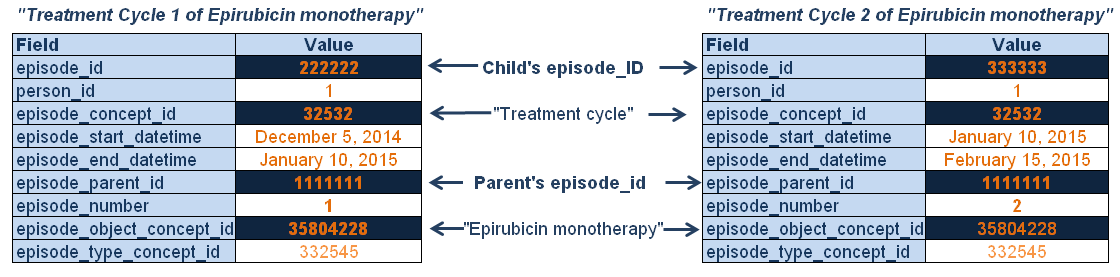 "Treatment Cycle 1 of Epirubicin monotherapy"
"Treatment Cycle 2 of Epirubicin monotherapy"
Field Value
episode_id 222222
person_id 1
episode_concept_id 32532
episode_start_datetime December 5, 2014
episode_end_datetime January 10, 2015
episode_parent_id 1111111
episode_number 1
episode_object_concept_id 35804228
episode_type_concept_id 332545
Child's episode_ID
"Treatment cycle"
Parent's episode_id
"Epirubicin monotherapy"
Field Value
episode_id 333333
person_id 1
episode_concept_id 32532
episode_start_datetime January 10, 2015
episode_end_datetime February 15, 2015
episode_parent_id 1111111
episode_number 2
episode_object_concept_id 35804228
episode_type_concept_id 332545